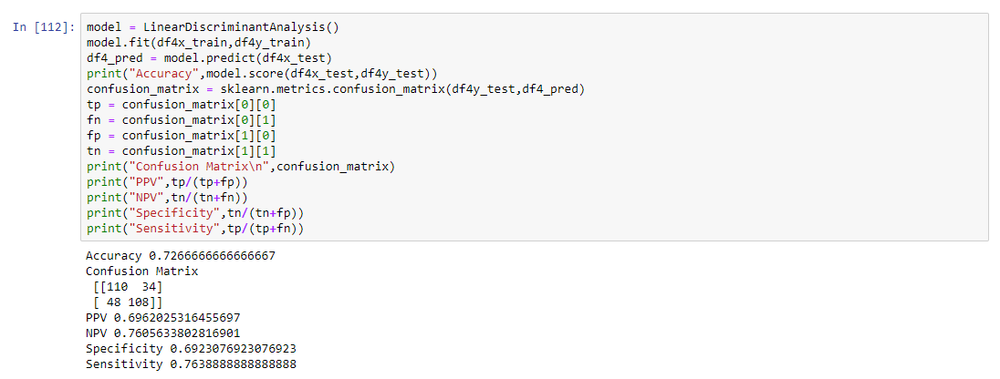 In [112]: model = LinearDiscriminantAnalysis()
model.fit(df4x_train,df4y_train)
df4_pred = model.predict(df4x_test)
print("Accuracy",model.score(df4x_test,df4y_test))
confusion_matrix = sklearn.metrics.confusion_matrix(df4y_test,df4_pred)
tp = confusion_matrix[0][0]
fn = confusion_matrix[0][1]
fp = confusion_matrix[1][0]
tn = confusion_matrix[1][1]
print("Confusion Matrix\n",confusion_matrix)
print("PPV",tp/(tp+fp))
print("NPV",tn/(tn+fn))
print("Specificity",tn/(tn+fp))
print("Sensitivity",tp/(tp+fn))
Accuracy 0.7266666666666667
Confusion Matrix
[[110  34]
[ 48 108]]
PPV 0.6962025316455697
NPV 0.7605633802816901
Specificity 0.6923076923076923
Sensitivity 0.7638888888888888